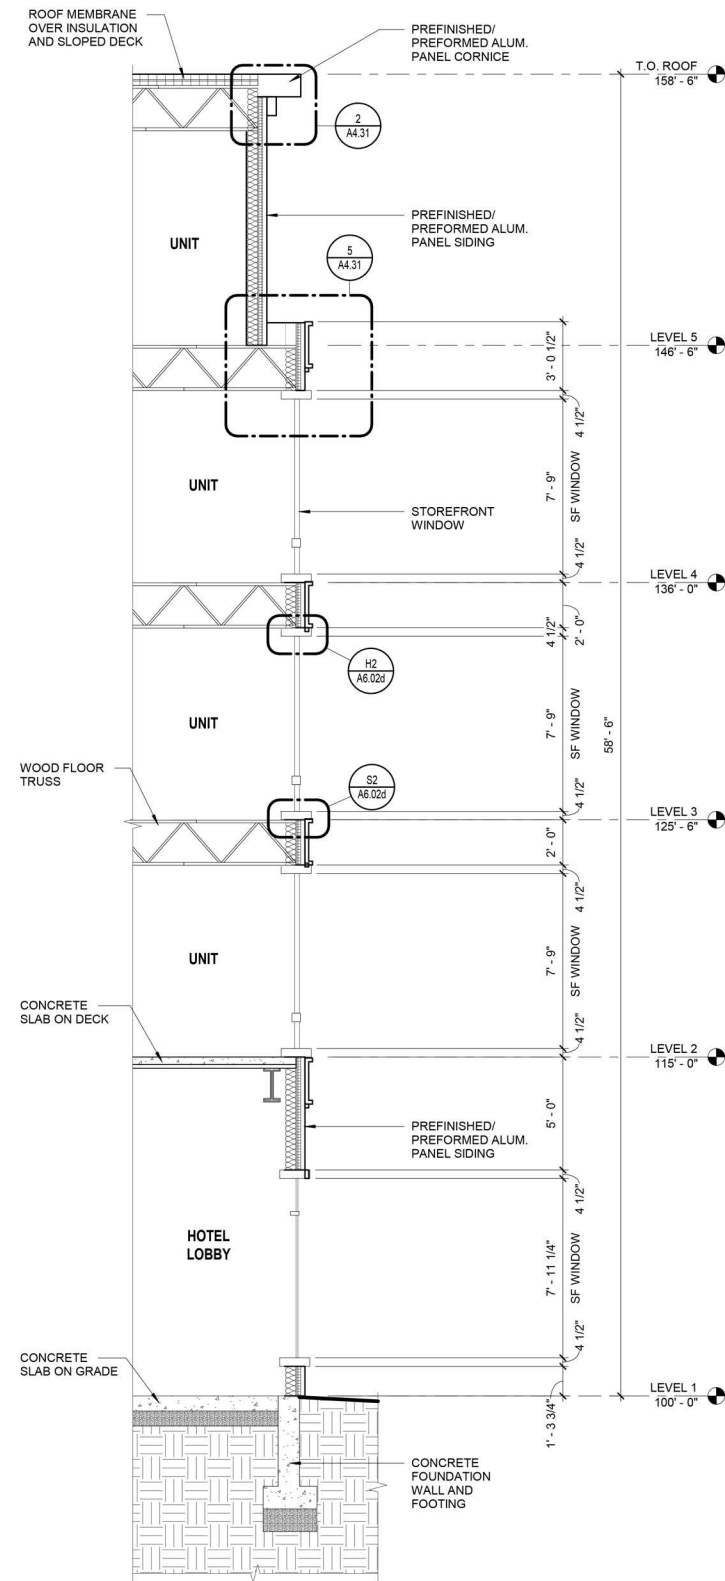 ROOF MEMBRANE
OVER INSULATION
AND SLOPED DECK
PREFINISHED/
PREFORMED ALUM.
PANEL CORNICE
T.O. ROOF
158' - 6"
2
A4.31
PREFINISHED/
PREFORMED ALUM.
PANEL SIDING
UNIT
5
A4.31
LEVEL 5
146' - 6"
3' - 0 1/2"
4 1/2"
UNIT
STOREFRONT
WINDOW
7' - 9"
SF WINDOW
4 1/2"
LEVEL 4
136' - 0"
2' - 0"
4 1/2"
H2
A6.02d
UNIT
7' - 9"
SF WINDOW
58' - 6"
WOOD FLOOR
TRUSS
S2
A6.02d
4 1/2"
LEVEL 3
125' - 6"
2' - 0"
4 1/2"
UNIT
7' - 9"
SF WINDOW
CONCRETE
SLAB ON DECK
4 1/2"
LEVEL 2
115' - 0"
5' - 0"
PREFINISHED/
PREFORMED ALUM.
PANEL SIDING
4 1/2"
HOTEL
LOBBY
7' - 11 1/4"
SF WINDOW
4 1/2"
CONCRETE
SLAB ON GRADE
LEVEL 1
100' - 0"
1' - 3 3/4"
CONCRETE
FOUNDATION
WALL AND
FOOTING